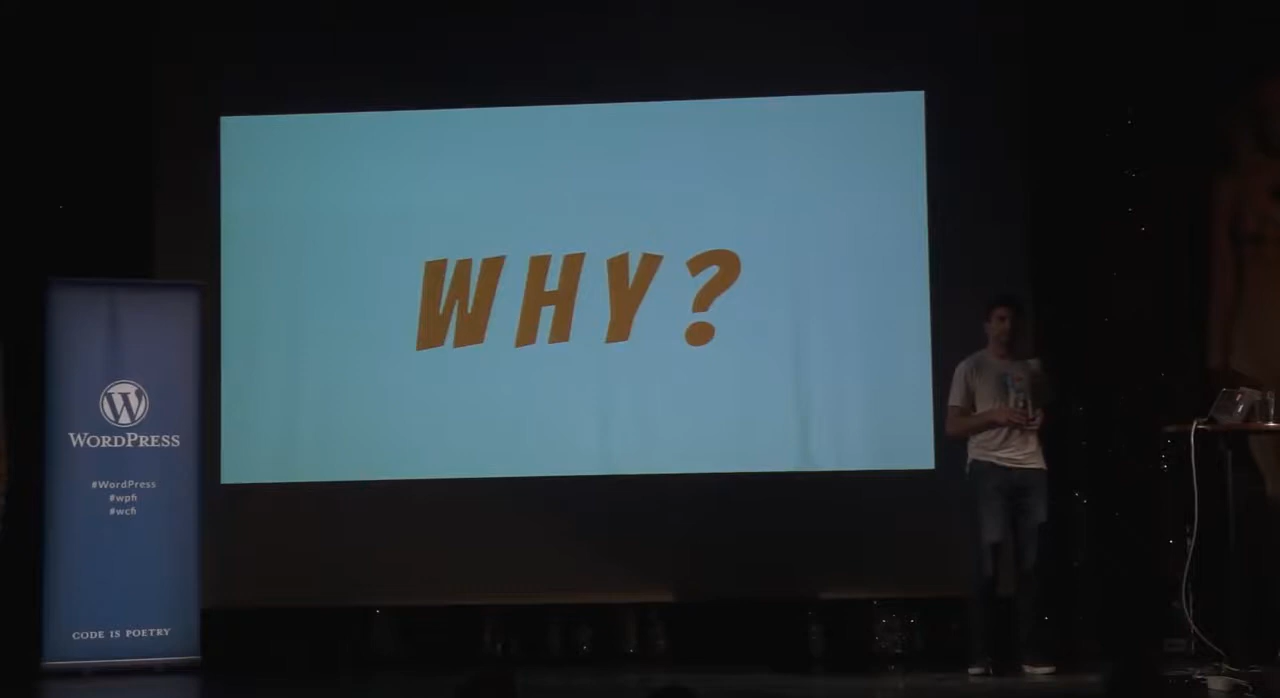 WHY?
WORDPRESS
#WordPress
#wpfi
#wcfi
CODE IS POETRY